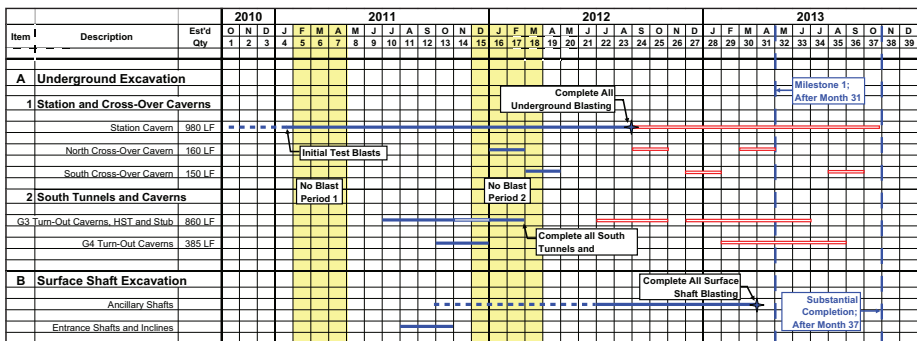 2010 2011 2012 2013
Item Description Est'd Qty O N D J F M A M J J A S O N D J F M A M J J A S O N D J F M A M J J A S O N D
1 2 3 4 5 6 7 8 9 10 11 12 13 14 15 16 17 18 19 20 21 22 23 24 25 26 27 28 29 30 31 32 33 34 35 36 37 38 39
A Underground Excavation
Complete All Underground Blasting
Milestone 1; After Month 31
1 Station and Cross-Over Caverns
Station Cavern 980 LF
Initial Test Blasts
North Cross-Over Cavern 160 LF
South Cross-Over Cavern 150 LF
No Blast Period 1
No Blast Period 2
2 South Tunnels and Caverns
G3 Turn-Out Caverns, HST and Stub 860 LF
Complete all South Tunnels and
G4 Turn-Out Caverns 385 LF
B Surface Shaft Excavation
Complete All Surface Shaft Blasting
Ancillary Shafts
Substantial Completion; After Month 37
Entrance Shafts and Inclines